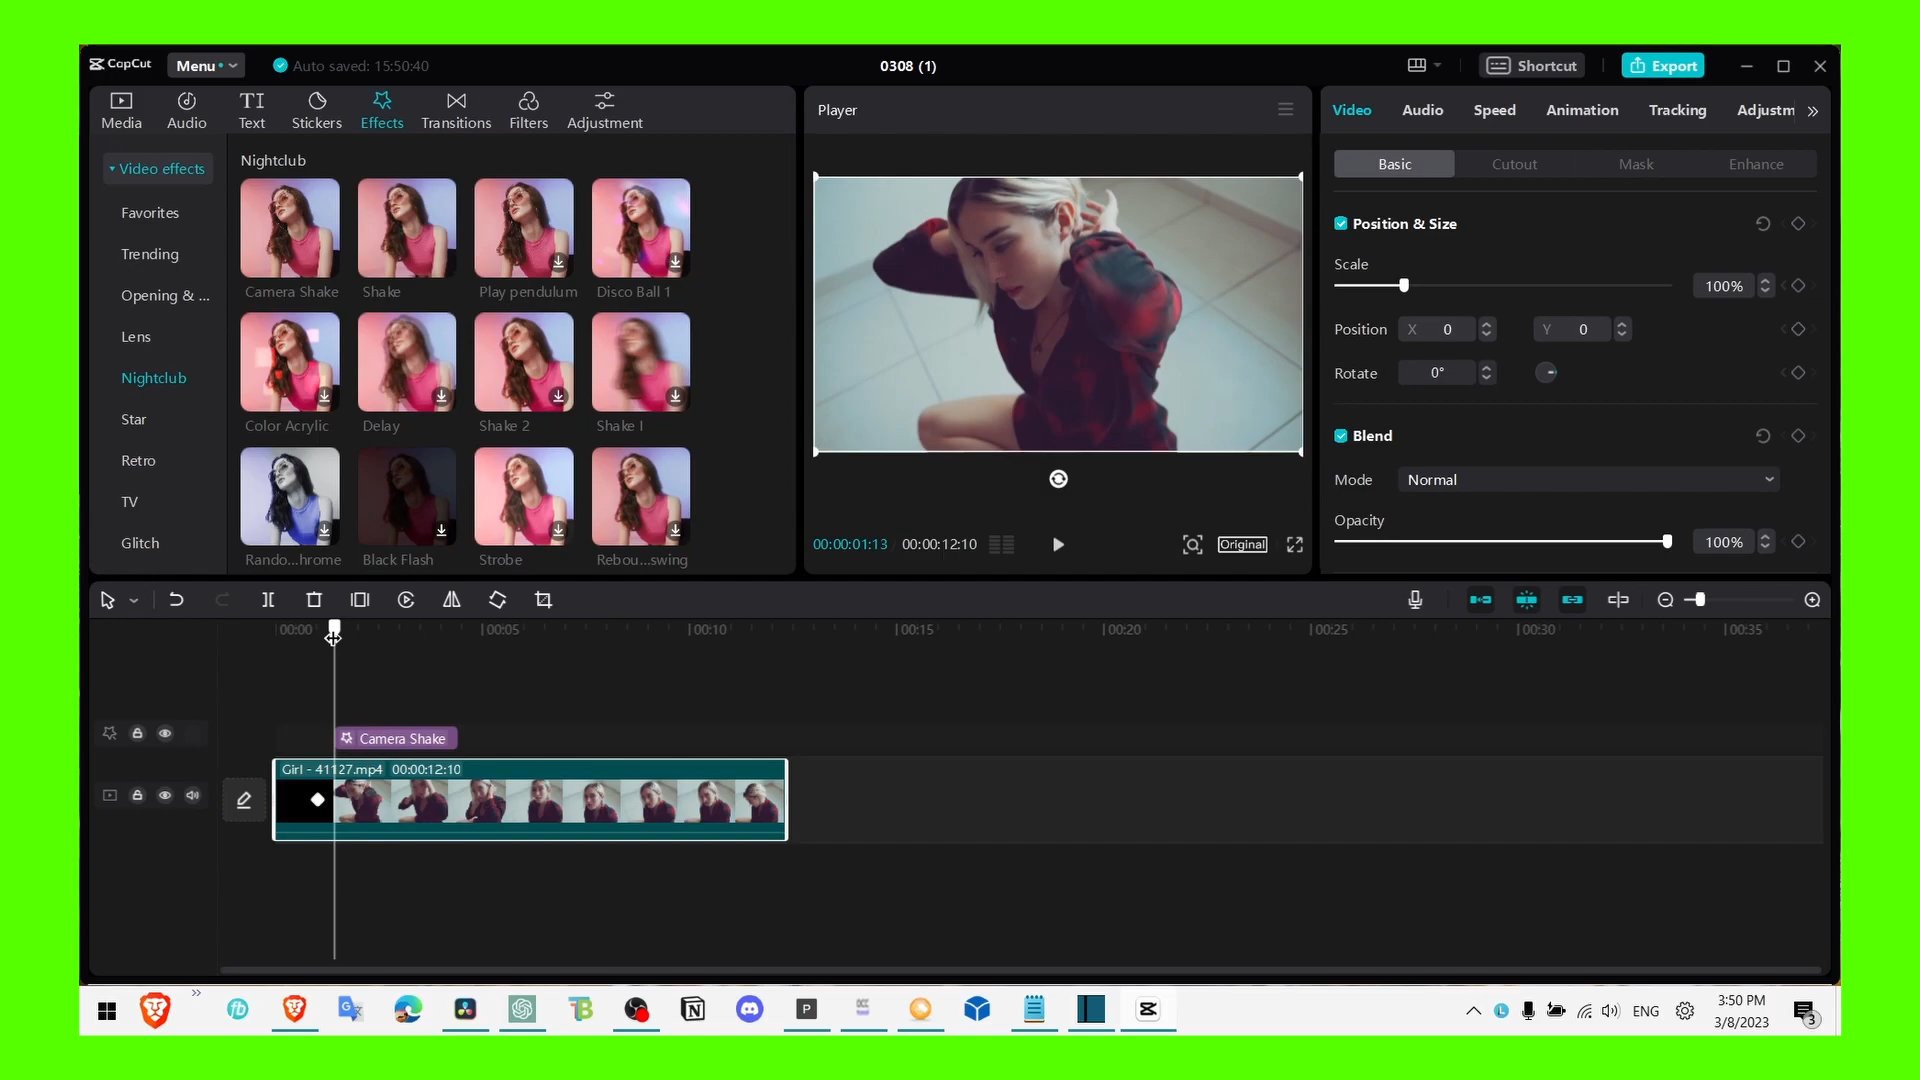 CapCut
Menu
Auto saved: 15:50:40
0308 (1)
Shortcut
Export
Media
Audio
Text
Stickers
Effects
Transitions
Filters
Adjustment
Video effects
Favorites
Trending
Opening & ...
Lens
Nightclub
Star
Retro
TV
Glitch
Nightclub
Camera Shake
Shake
Play pendulum
Disco Ball 1
Color Acrylic
Delay
Shake 2
Shake I
Rando...hrome
Black Flash
Strobe
Rebou...swing
Player
00:00:01:13
00:00:12:10
Original
Video
Audio
Speed
Animation
Tracking
Adjustm
Basic
Cutout
Mask
Enhance
Position & Size
Scale
100%
Position X 0 Y 0
Rotate 0°
Blend
Mode Normal
Opacity
100%
00:00 00:05 00:10 00:15 00:20 00:25 00:30 00:35
Camera Shake
Girl - 41127.mp4 00:00:12:10
ENG
3:50 PM
3/8/2023
3